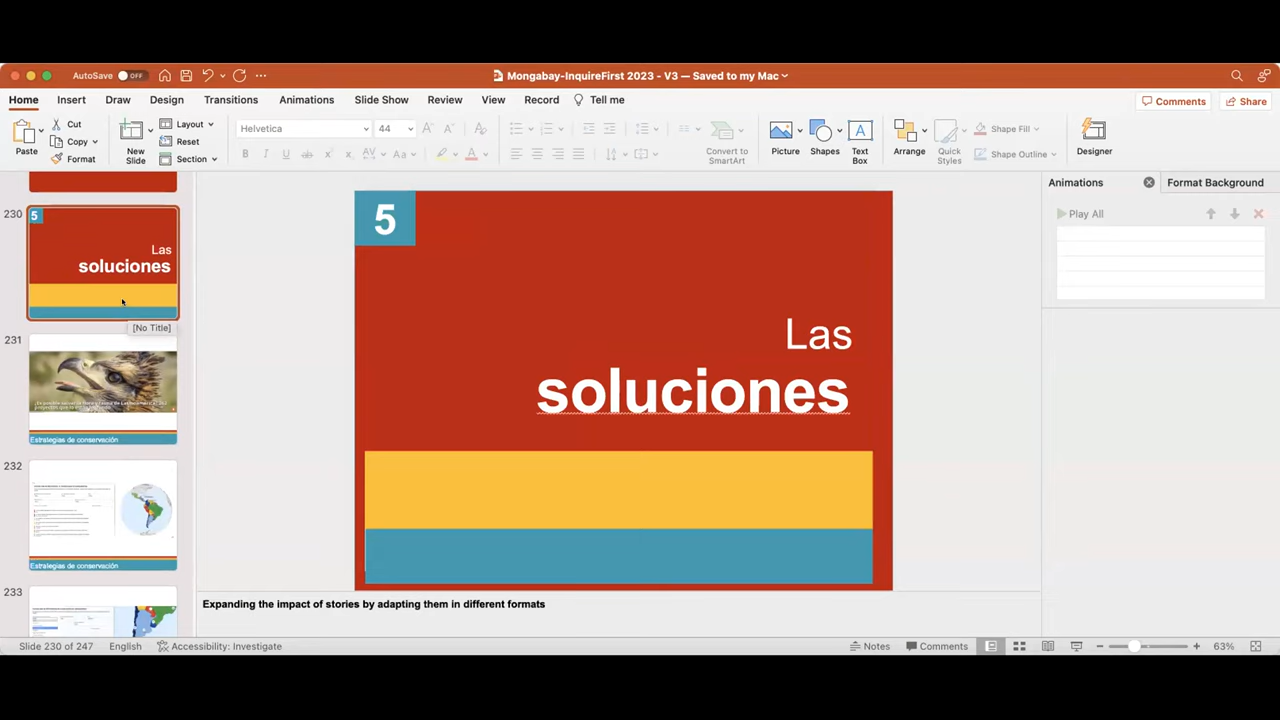 AutoSave OFF
Mongabay-InquireFirst 2023 - V3 — Saved to my Mac
Home Insert Draw Design Transitions Animations Slide Show Review View Record Tell me
Comments Share
Paste
Cut
Copy
Format
New Slide
Layout
Reset
Section
Helvetica 44
Convert to SmartArt
Picture
Shapes
Text Box
Arrange
Quick Styles
Shape Fill
Shape Outline
Designer
230
5
Las
soluciones
[No Title]
231
Estrategias de conservación
232
Estrategias de conservación
233
5
Las
soluciones
Expanding the impact of stories by adapting them in different formats
Animations
Format Background
Play All
Slide 230 of 247 English Accessibility: Investigate Notes Comments 63%